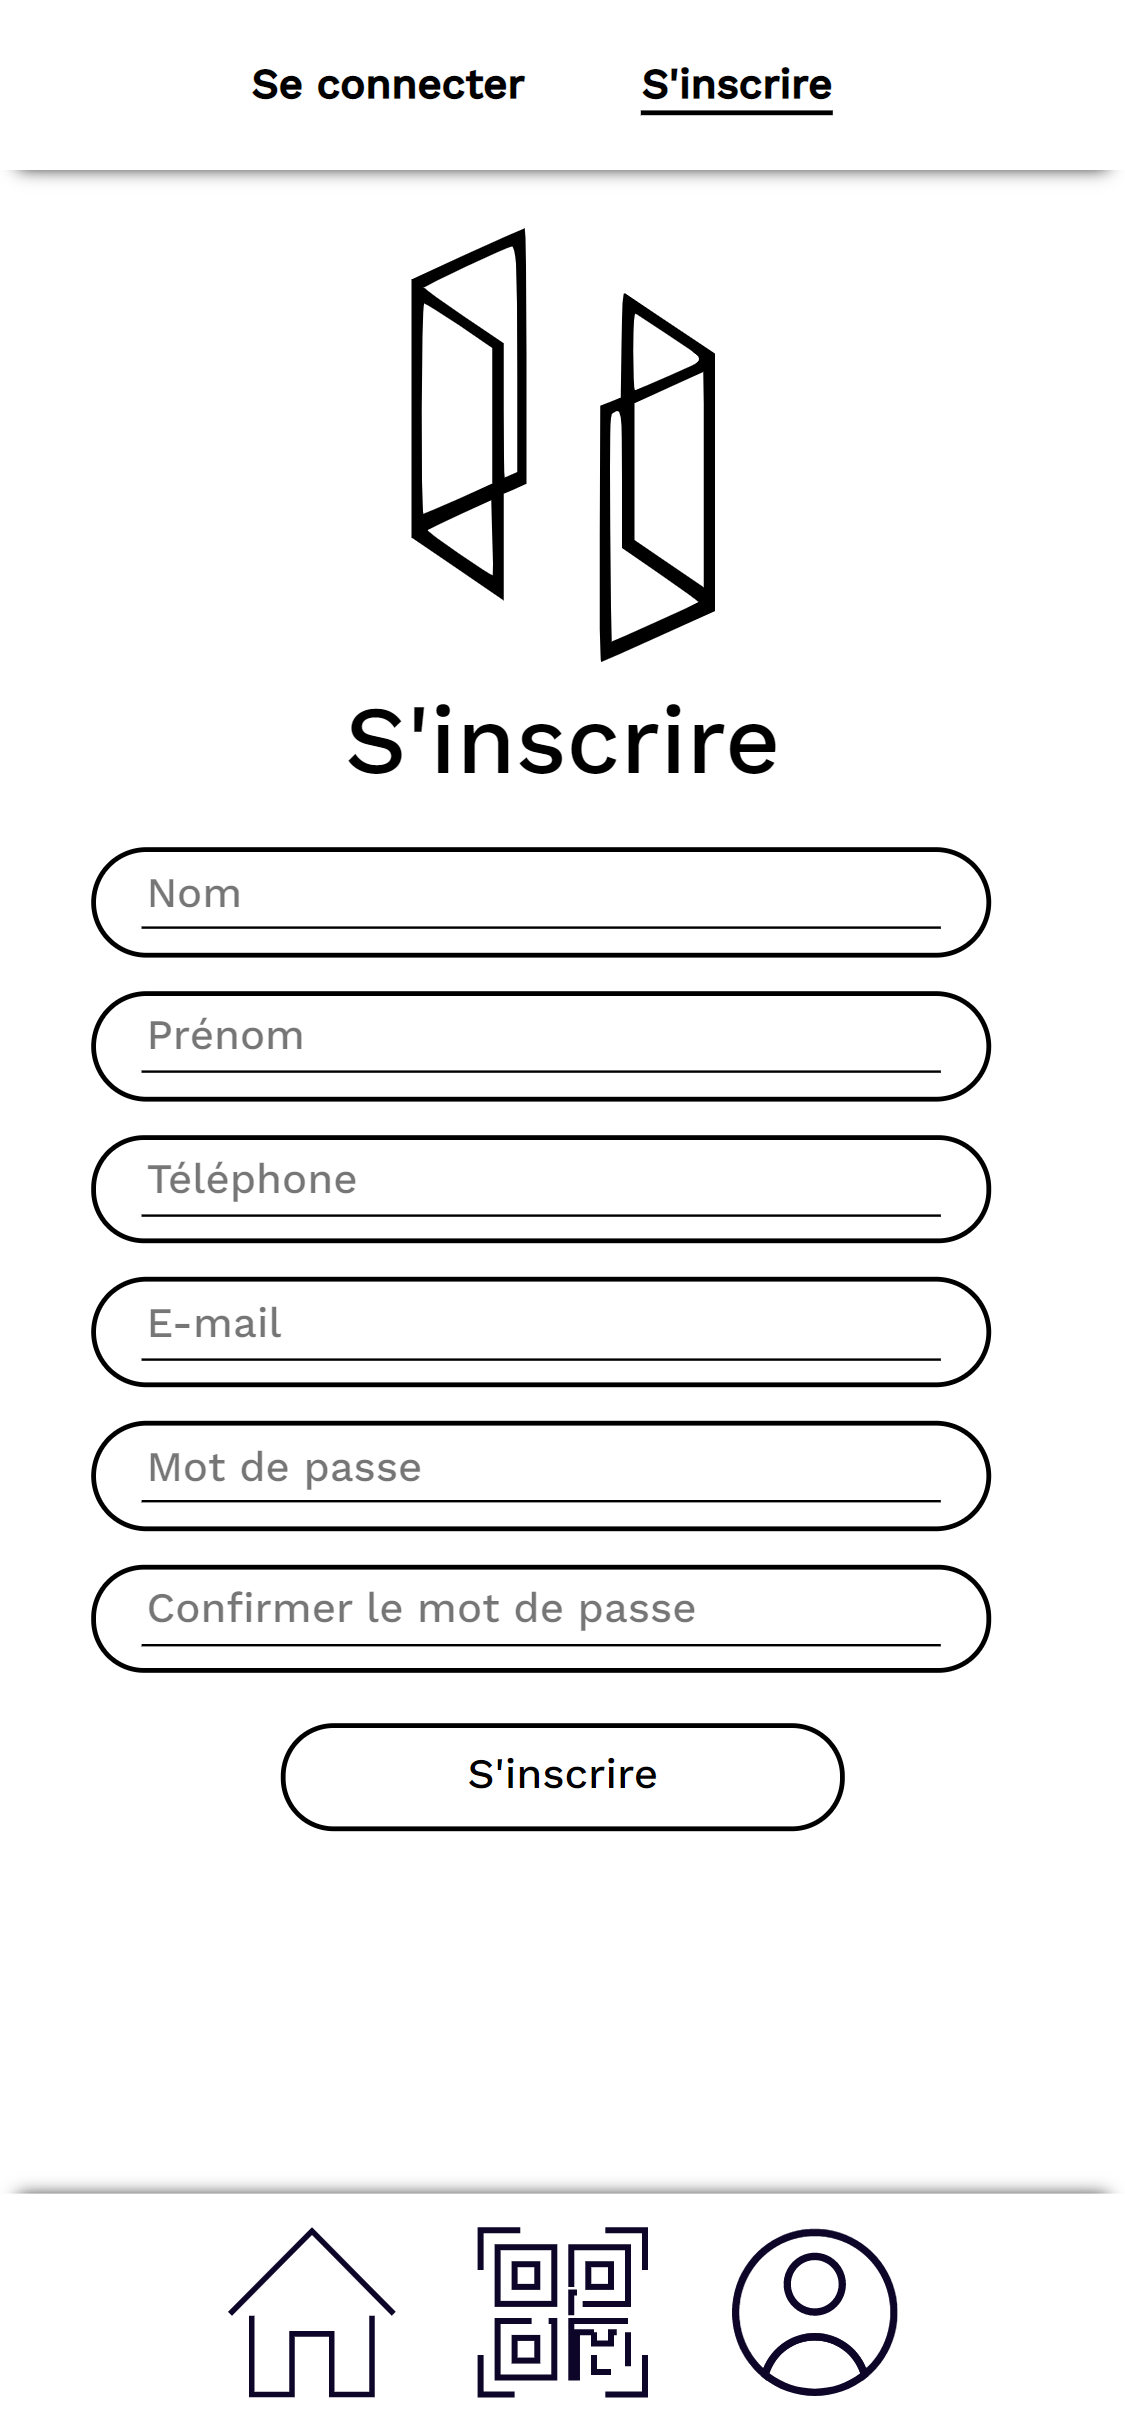 Se connecter S'inscrire
S'inscrire
Nom
Prénom
Téléphone
E-mail
Mot de passe
Confirmer le mot de passe
S'inscrire